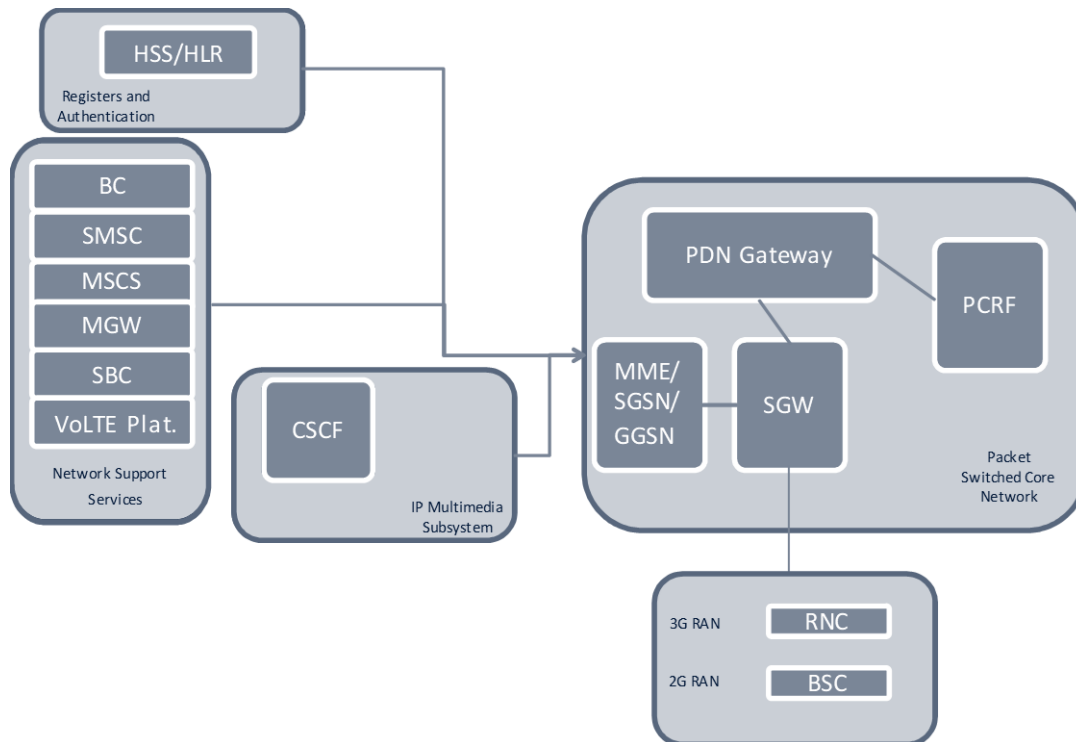 HSS/HLR
Registers and
Authentication
BC
SMSC
MSCS
MGW
SBC
VoLTE Plat.
Network Support
Services
CSCF
IP Multimedia
Subsystem
PDN Gateway
PCRF
MME/
SGSN/
GGSN
SGW
Packet
Switched Core
Network
3G RAN
RNC
2G RAN
BSC